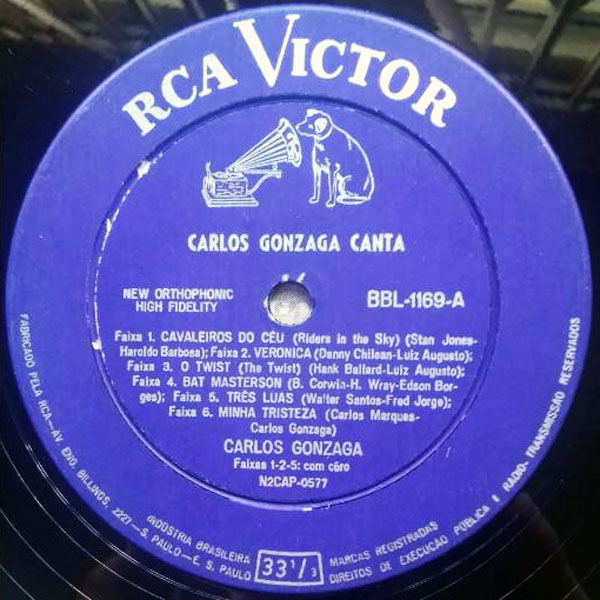 RCA VICTOR
CARLOS GONZAGA CANTA
NEW ORTHOPHONIC
HIGH FIDELITY
BBL-1169-A
Faixa 1. CAVALEIROS DO CÉU (Riders in the Sky) (Stan Jones-
Haroldo Barbosa); Faixa 2. VERONICA (Danny Chilean-Luiz Augusto);
Faixa 3. O TWIST (The Twist) (Hank Ballard-Luiz Augusto);
Faixa 4. BAT MASTERSON (B. Corwin-H. Wray-Edson Bor-
ges); Faixa 5. TRÊS LUAS (Walter Santos-Fred Jorge);
Faixa 6. MINHA TRISTEZA (Carlos Marques-
Carlos Gonzaga)
CARLOS GONZAGA
Faixas 1-2-5: com côro
N2CAP-0577
FABRICADO PELA RCA—AV ENG. BILLINGS, 2227—S. PAULO—E. S. PAULO
INDÚSTRIA BRASILEIRA
33 1/3
MARCAS REGISTRADAS
DIREITOS DE EXECUÇÃO PÚBLICA E RÁDIO-TRANSMISSÃO RESERVADOS